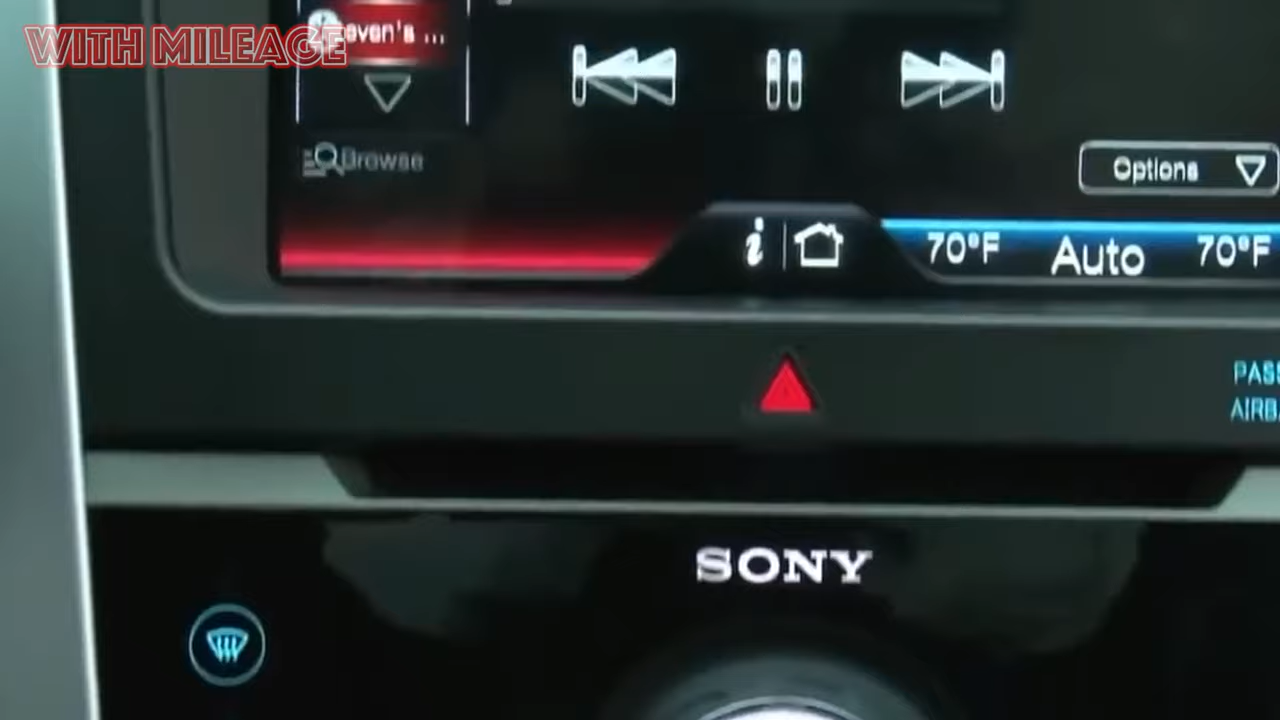 WITH MILEAGE
even's ...
Browse
Options
i
70°F Auto 70°F
PASS
AIRB
SONY